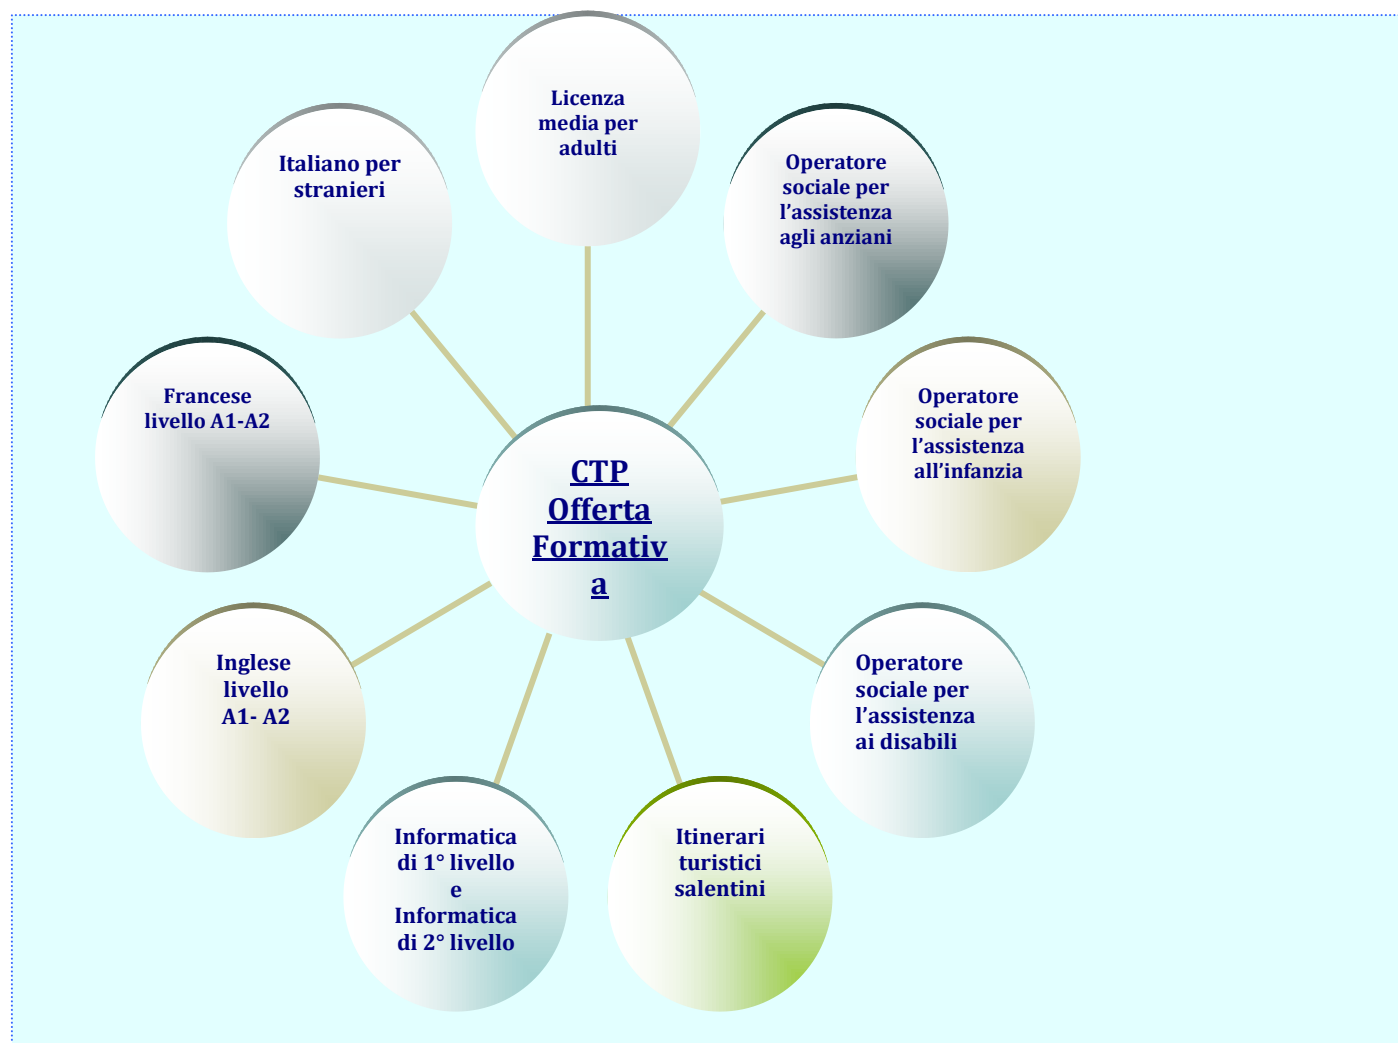 Licenza
media per
adulti
Italiano per
stranieri
Operatore
sociale per
l’assistenza
agli anziani
Francese
livello A1-A2
Operatore
sociale per
l’assistenza
all’infanzia
CTP
Offerta
Formativ
a
Inglese
livello
A1- A2
Operatore
sociale per
l’assistenza
ai disabili
Informatica
di 1° livello
e
Informatica
di 2° livello
Itinerari
turistici
salentini